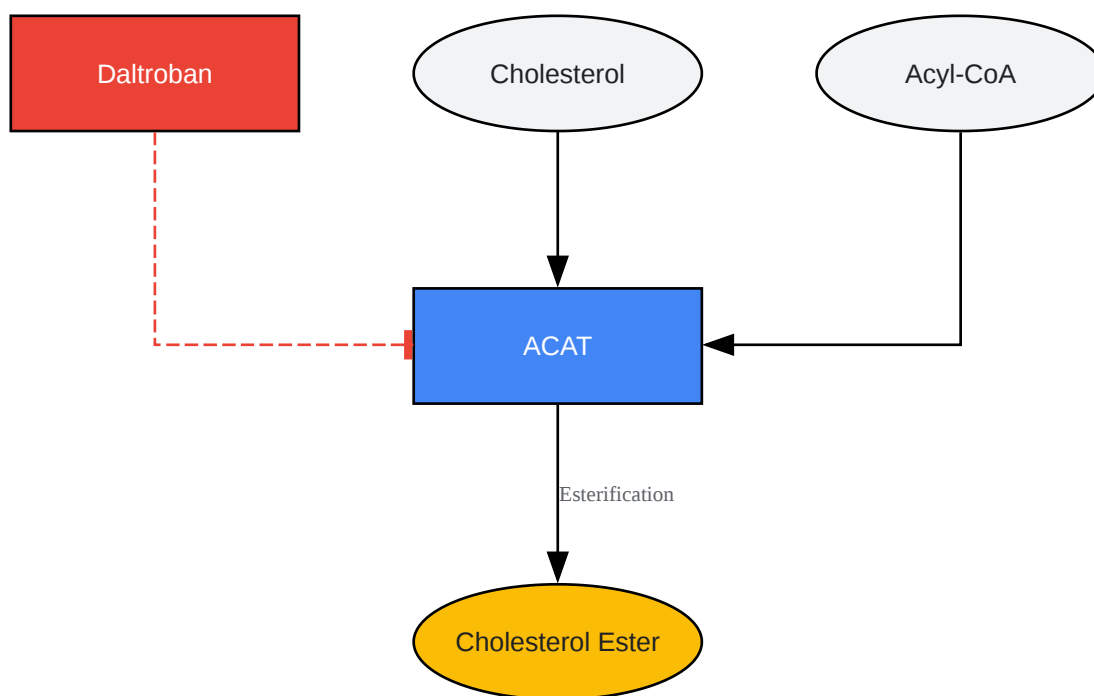 Daltroban
Cholesterol
Acyl-CoA
ACAT
Esterification
Cholesterol Ester